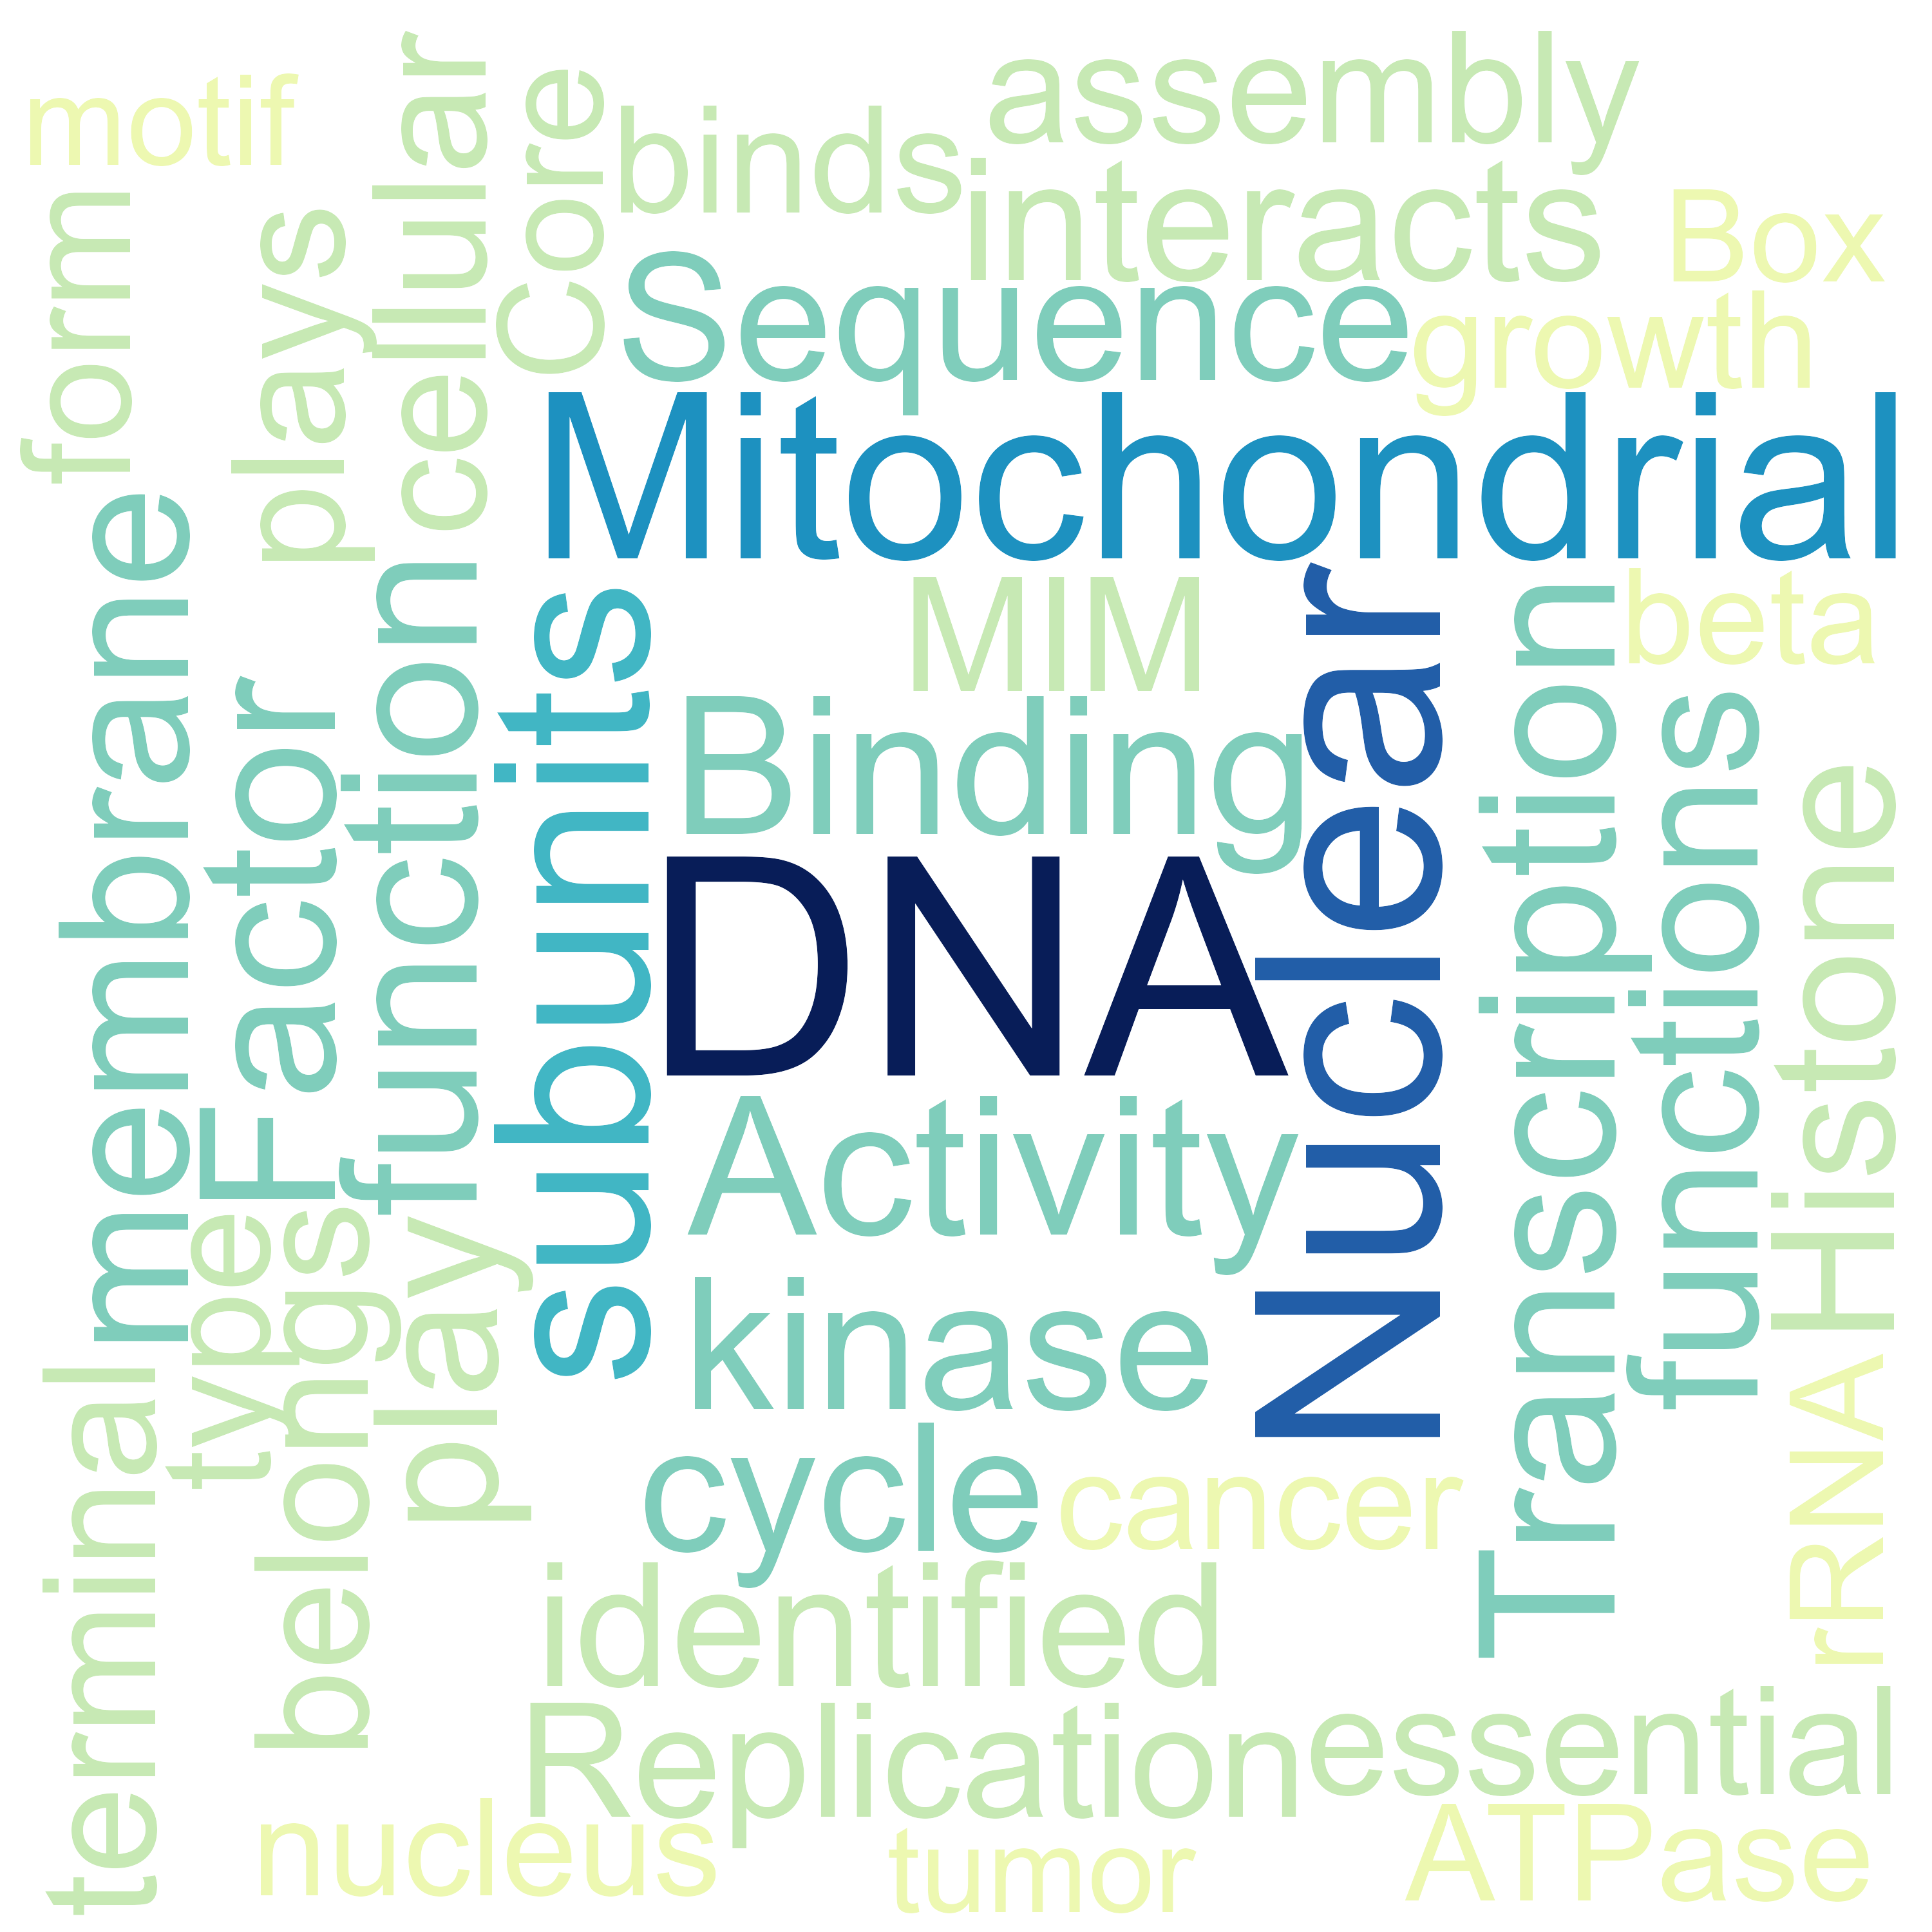 motif
form
plays
cellular
Core
binds
assembly
interacts
Box
Sequence
growth
Mitochondrial
membrane
Factor
function
subunits
MIM
Binding
DNA
Nuclear
Transcription
beta
functions
Histone
Activity
kinase
cycle
cancer
type
belongs
play
terminal
identified
rRNA
Replication
essential
nucleus
tumor
ATPase